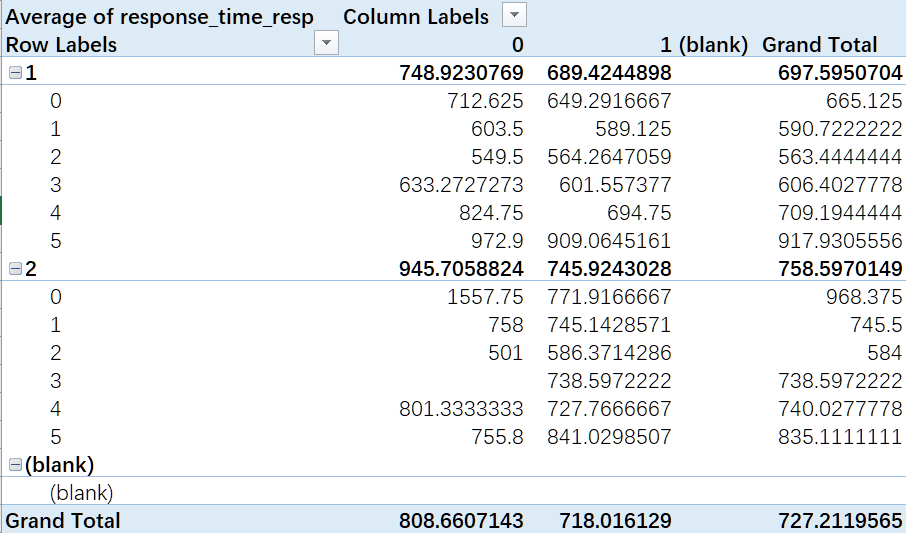 Average of response_time_resp Column Labels
Row Labels 0 1 (blank) Grand Total
1 748.9230769 689.4244898 697.5950704
0 712.625 649.2916667 665.125
1 603.5 589.125 590.7222222
2 549.5 564.2647059 563.4444444
3 633.2727273 601.557377 606.4027778
4 824.75 694.75 709.1944444
5 972.9 909.0645161 917.9305556
2 945.7058824 745.9243028 758.5970149
0 1557.75 771.9166667 968.375
1 758 745.1428571 745.5
2 501 586.3714286 584
3 738.5972222 738.5972222
4 801.3333333 727.7666667 740.0277778
5 755.8 841.0298507 835.1111111
(blank)
(blank)
Grand Total 808.6607143 718.016129 727.2119565